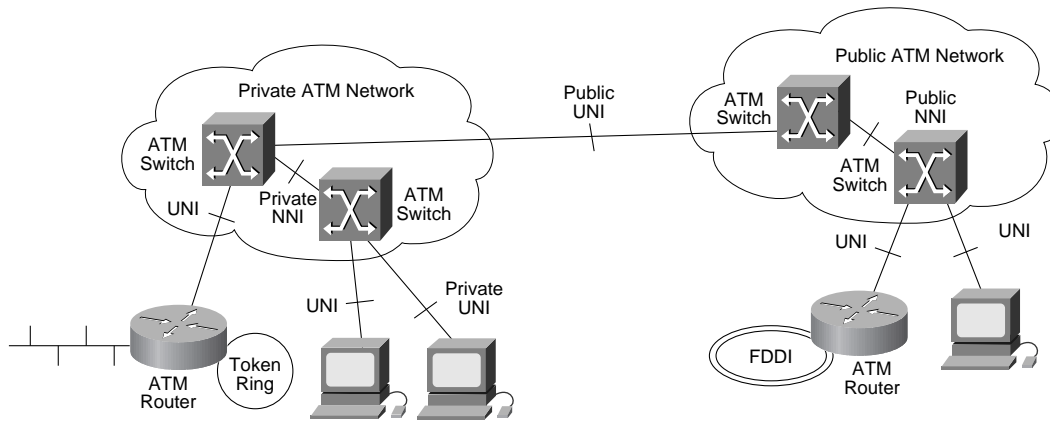 Private ATM Network
Public ATM Network
Public
UNI
ATM
Switch
Public
NNI
ATM
Switch
ATM
Switch
Private
NNI
ATM
Switch
UNI
UNI
UNI
UNI
Private
UNI
Token
Ring
FDDI
ATM
Router
ATM
Router